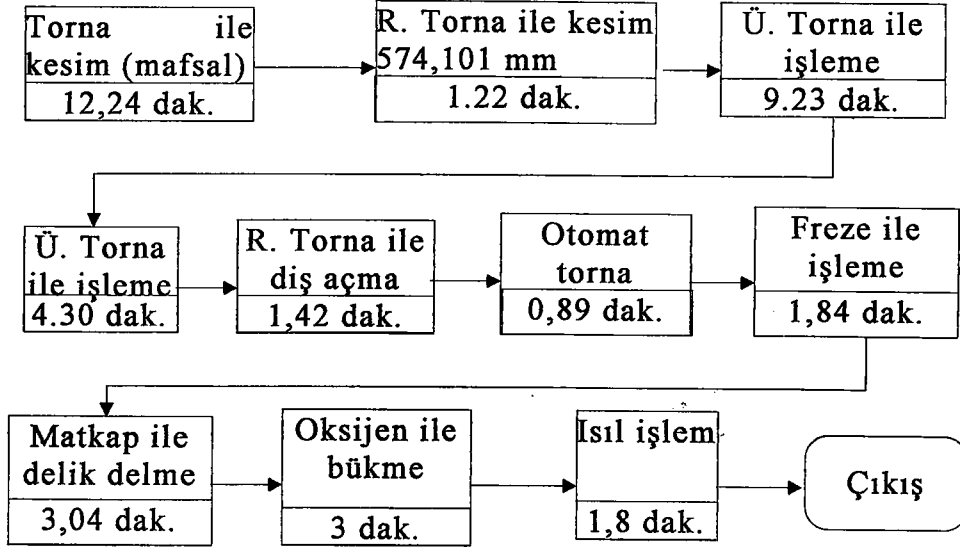 Torna ile
kesim (mafsal)
12,24 dak.
R. Torna ile kesim
574,101 mm
1.22 dak.
Ü. Torna ile
işleme
9.23 dak.
Ü. Torna
ile işleme
4.30 dak.
R. Torna ile
diş açma
1,42 dak.
Otomat
torna
0,89 dak.
Freze ile
işleme
1,84 dak.
Matkap ile
delik delme
3,04 dak.
Oksijen ile
bükme
3 dak.
Isıl işlem
1,8 dak.
Çıkış